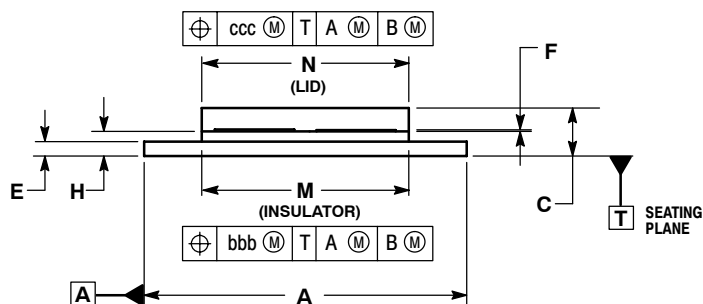 ⌖ ccc Ⓜ T A Ⓜ B Ⓜ
N
(LID)
F
E
H
M
(INSULATOR)
C
T
SEATING
PLANE
⌖ bbb Ⓜ T A Ⓜ B Ⓜ
A
A